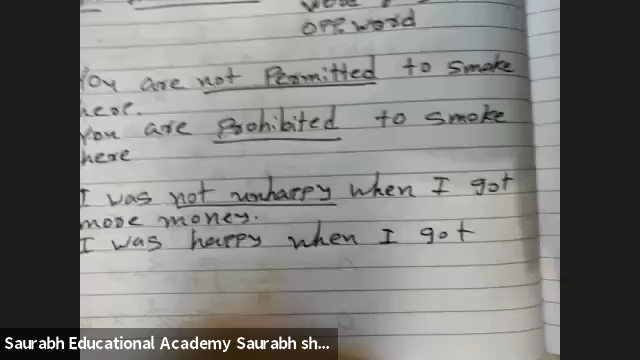 OPP. word
You are not Permitted to smoke
here.
You are Prohibited to smoke
here
I was not unhappy when I got
more money.
I was happy when I got
Saurabh Educational Academy Saurabh sh...